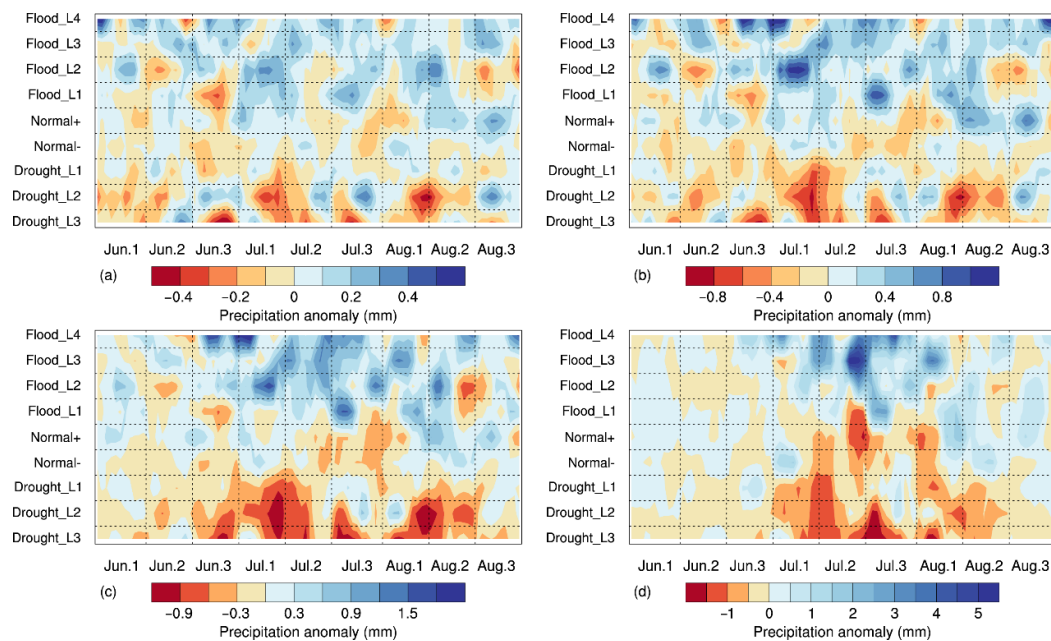 Flood_L4
Flood_L3
Flood_L2
Flood_L1
Normal+
Normal-
Drought_L1
Drought_L2
Drought_L3
Jun.1 Jun.2 Jun.3 Jul.1 Jul.2 Jul.3 Aug.1 Aug.2 Aug.3
(a)
−0.4 −0.2 0 0.2 0.4
Precipitation anomaly (mm)
Flood_L4
Flood_L3
Flood_L2
Flood_L1
Normal+
Normal-
Drought_L1
Drought_L2
Drought_L3
Jun.1 Jun.2 Jun.3 Jul.1 Jul.2 Jul.3 Aug.1 Aug.2 Aug.3
(b)
−0.8 −0.4 0 0.4 0.8
Precipitation anomaly (mm)
Flood_L4
Flood_L3
Flood_L2
Flood_L1
Normal+
Normal-
Drought_L1
Drought_L2
Drought_L3
Jun.1 Jun.2 Jun.3 Jul.1 Jul.2 Jul.3 Aug.1 Aug.2 Aug.3
(c)
−0.9 −0.3 0.3 0.9 1.5
Precipitation anomaly (mm)
Flood_L4
Flood_L3
Flood_L2
Flood_L1
Normal+
Normal-
Drought_L1
Drought_L2
Drought_L3
Jun.1 Jun.2 Jun.3 Jul.1 Jul.2 Jul.3 Aug.1 Aug.2 Aug.3
(d)
−1 0 1 2 3 4 5
Precipitation anomaly (mm)